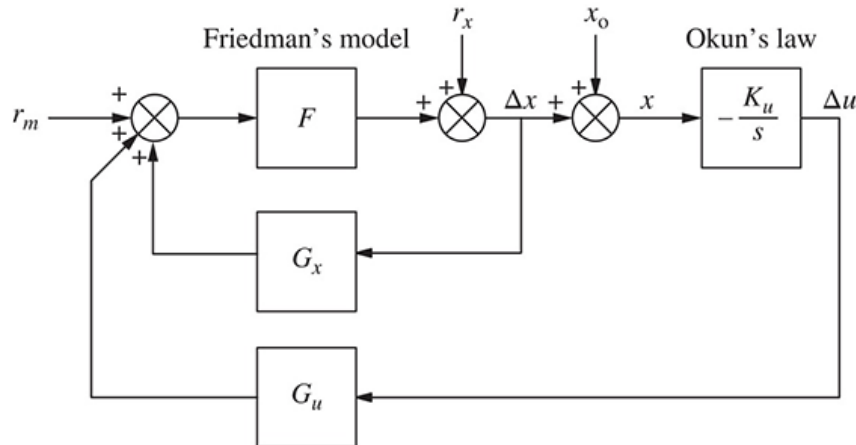 Friedman's model
r_x
x_o
Okun's law
r_m
+
+
+
F
+
+
Δx
+
+
x
-K_u/s
Δu
G_x
G_u